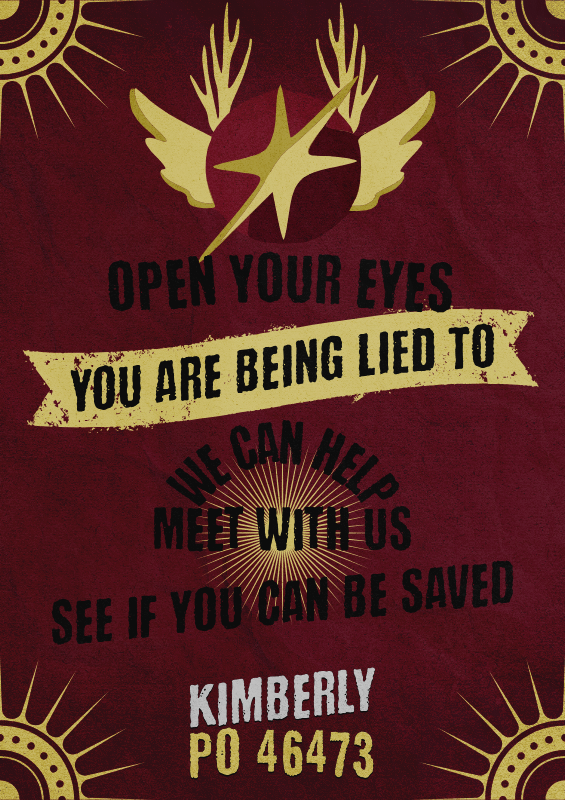 OPEN YOUR EYES
YOU ARE BEING LIED TO
WE CAN HELP
MEET WITH US
SEE IF YOU CAN BE SAVED
KIMBERLY
PO 46473